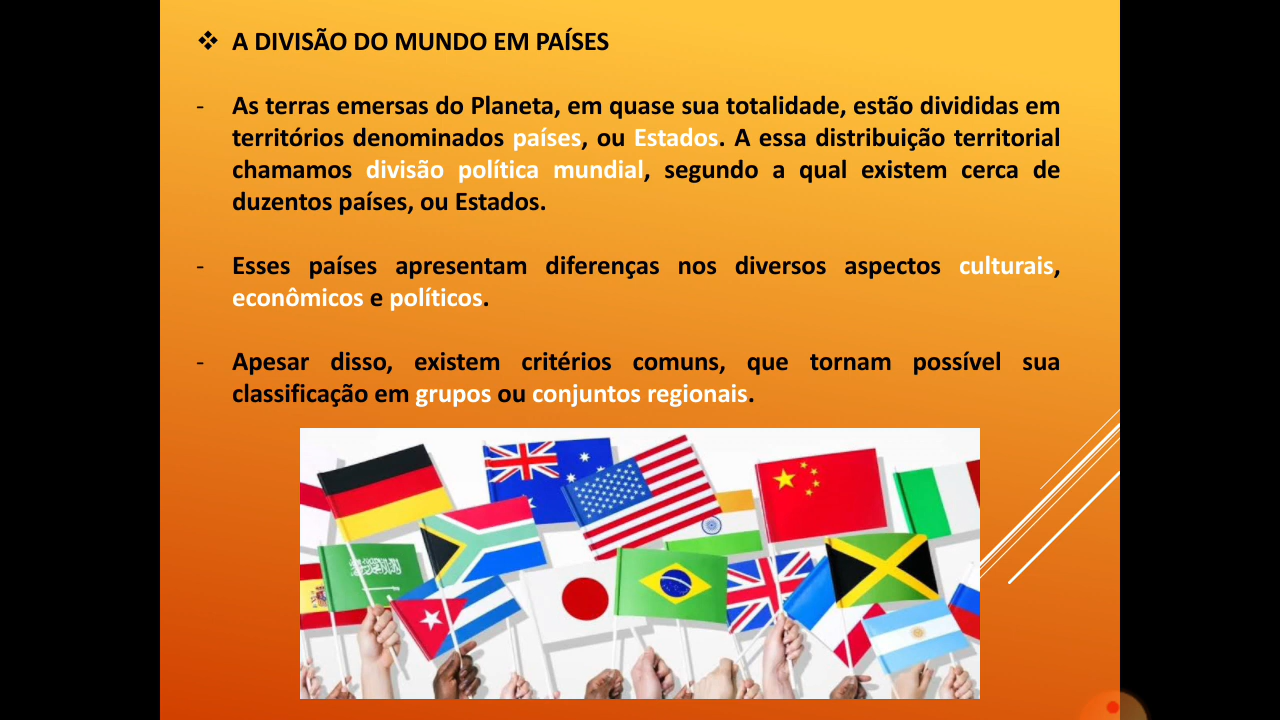 ❖ A DIVISÃO DO MUNDO EM PAÍSES
- As terras emersas do Planeta, em quase sua totalidade, estão divididas em
territórios denominados países, ou Estados. A essa distribuição territorial
chamamos divisão política mundial, segundo a qual existem cerca de
duzentos países, ou Estados.
- Esses países apresentam diferenças nos diversos aspectos culturais,
econômicos e políticos.
- Apesar disso, existem critérios comuns, que tornam possível sua
classificação em grupos ou conjuntos regionais.